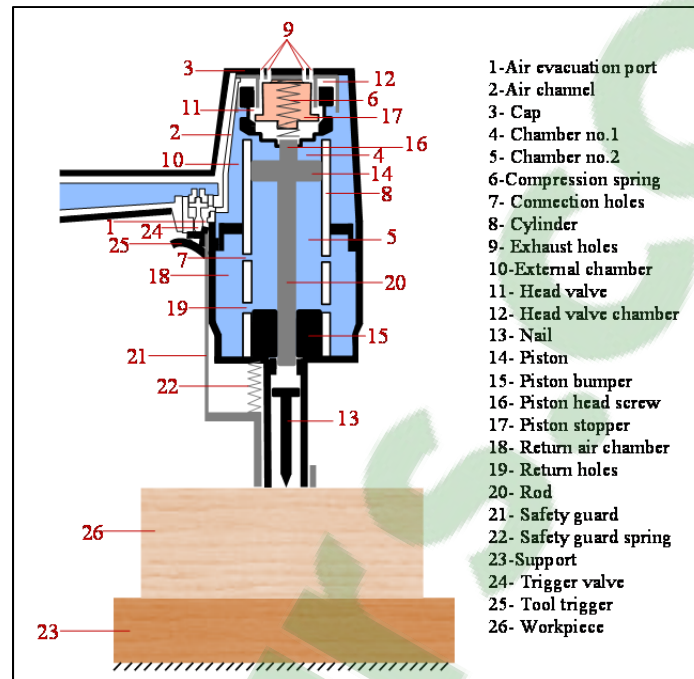 9
3
12
6
11
17
2
16
10
4
14
8
1
24
25
5
7
18
20
19
15
21
22
13
26
23
1-Air evacuation port
2-Air channel
3- Cap
4- Chamber no.1
5- Chamber no.2
6-Compression spring
7- Connection holes
8- Cylinder
9- Exhaust holes
10-External chamber
11- Head valve
12- Head valve chamber
13- Nail
14- Piston
15- Piston bumper
16- Piston head screw
17- Piston stopper
18- Return air chamber
19- Return holes
20- Rod
21- Safety guard
22- Safety guard spring
23-Support
24- Trigger valve
25- Tool trigger
26- Workpiece